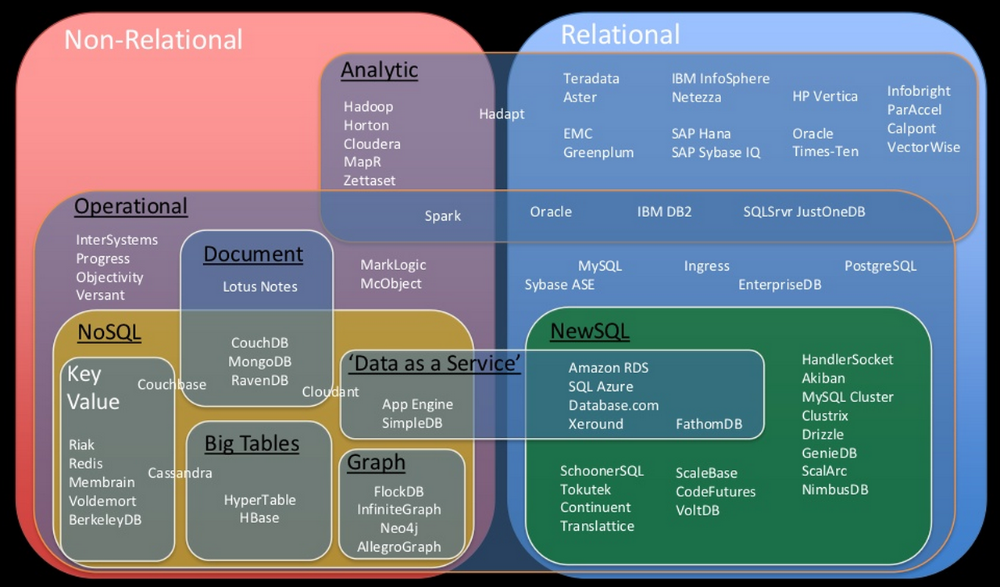 Non-Relational
Relational
Analytic
Hadoop
Horton
Cloudera
MapR
Zettaset
Hadapt
Teradata
Aster
EMC
Greenplum
IBM InfoSphere
Netezza
SAP Hana
SAP Sybase IQ
HP Vertica
Oracle
Times-Ten
Infobright
ParAccel
Calpont
VectorWise
Operational
Spark
Oracle
IBM DB2
SQLSrvr JustOneDB
InterSystems
Progress
Objectivity
Versant
Document
Lotus Notes
MarkLogic
McObject
MySQL
Ingress
PostgreSQL
Sybase ASE
EnterpriseDB
NoSQL
CouchDB
MongoDB
RavenDB
Key
Value
Couchbase
Cloudant
Riak
Redis
Membrain
Voldemort
BerkeleyDB
Cassandra
Big Tables
HyperTable
HBase
‘Data as a Service’
App Engine
SimpleDB
Graph
FlockDB
InfiniteGraph
Neo4j
AllegroGraph
NewSQL
Amazon RDS
SQL Azure
Database.com
Xeround
FathomDB
HandlerSocket
Akiban
MySQL Cluster
Clustrix
Drizzle
GenieDB
ScalArc
NimbusDB
SchoonerSQL
Tokutek
Continuent
Translattice
ScaleBase
CodeFutures
VoltDB